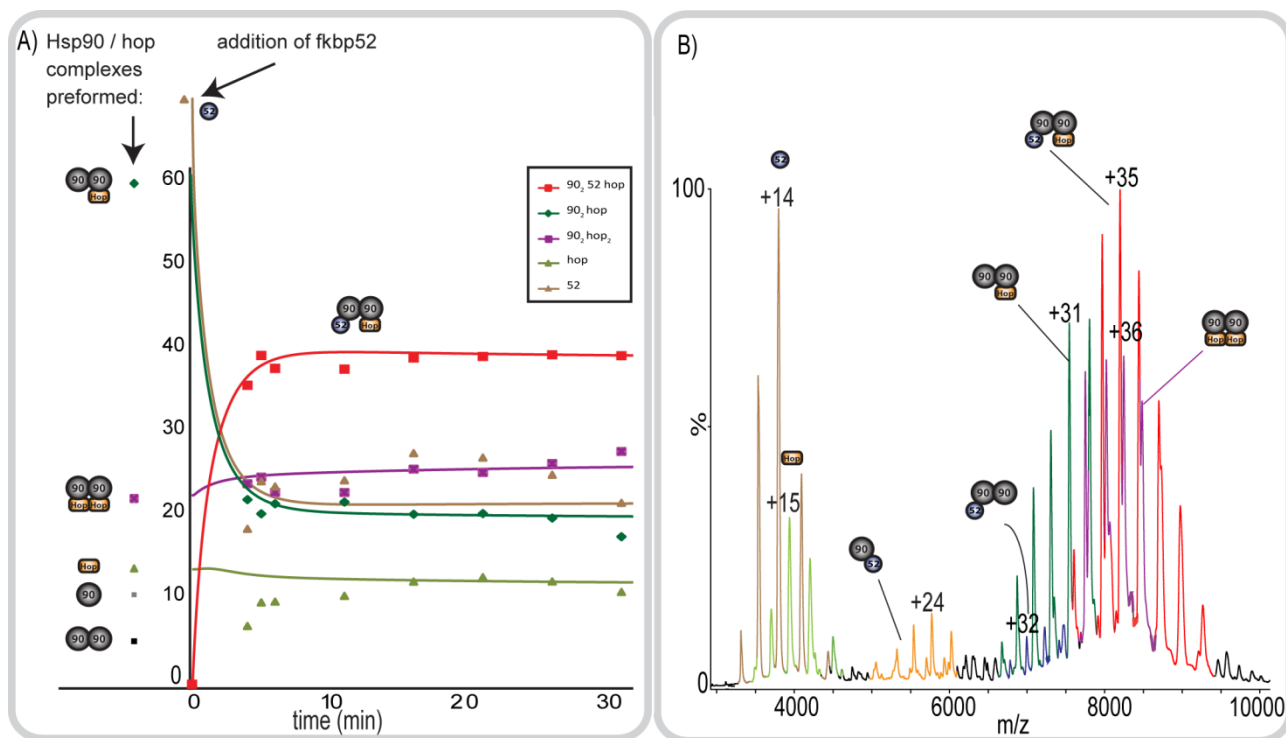 A)
Hsp90 / hop
complexes
preformed:
addition of fkbp52
52
90 90
Hop
60
50
40
30
20
10
0
90₂ 52 hop
90₂ hop
90₂ hop₂
hop
52
90 90
52 Hop
90 90
Hop Hop
Hop
90
90 90
0
10
20
30
time (min)
B)
100
%
0
52
+14
Hop
+15
90
52
+24
90 90
52
+32
90 90
Hop
+31
90 90
52 Hop
+35
+36
90 90
Hop Hop
4000
6000
8000
10000
m/z